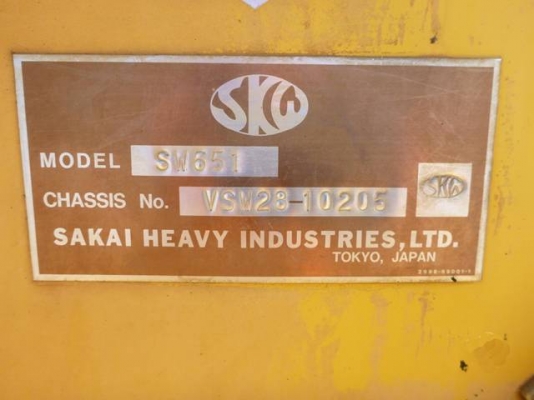 SKW
MODEL SW651
CHASSIS No. VSW28-10205
SKW
SAKAI HEAVY INDUSTRIES, LTD.
TOKYO, JAPAN